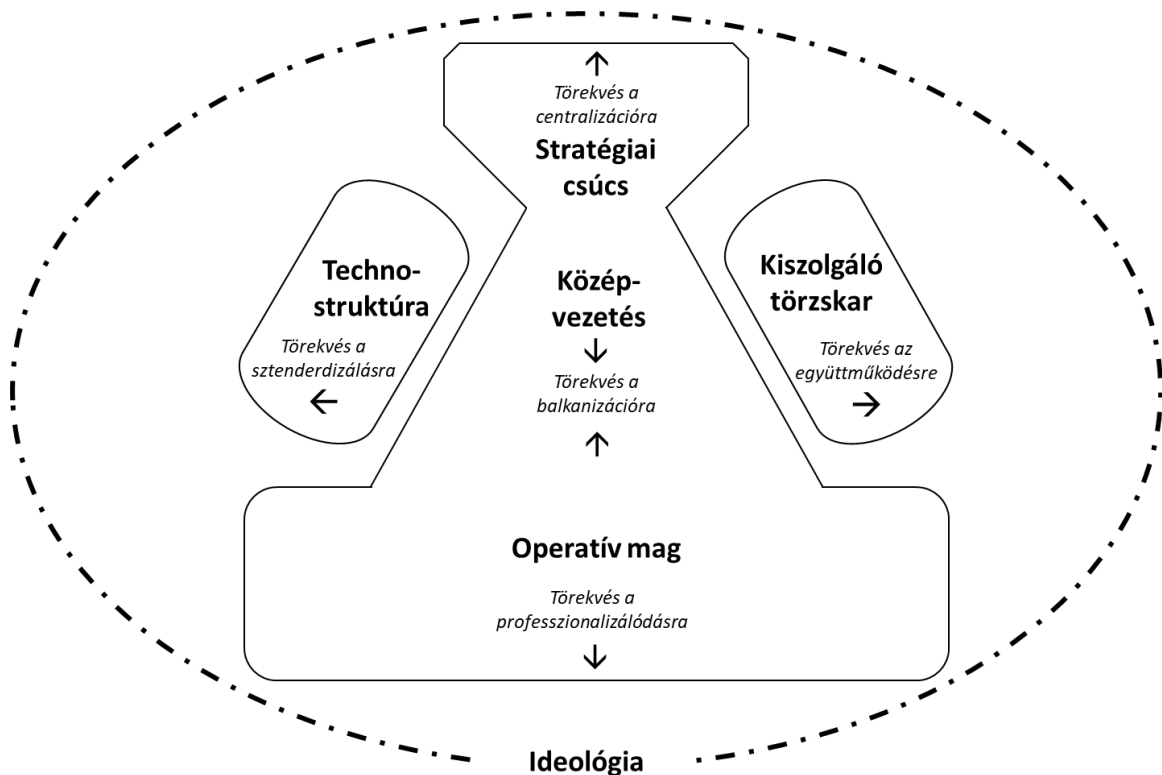 Törekvés a
centralizációra
Stratégiai
csúcs
Techno-
struktúra
Törekvés a
sztenderdizálásra
Közép-
vezetés
Törekvés a
balkanizációra
Kiszolgáló
törzskar
Törekvés az
együttműködésre
Operatív mag
Törekvés a
professzionalizálódásra
Ideológia